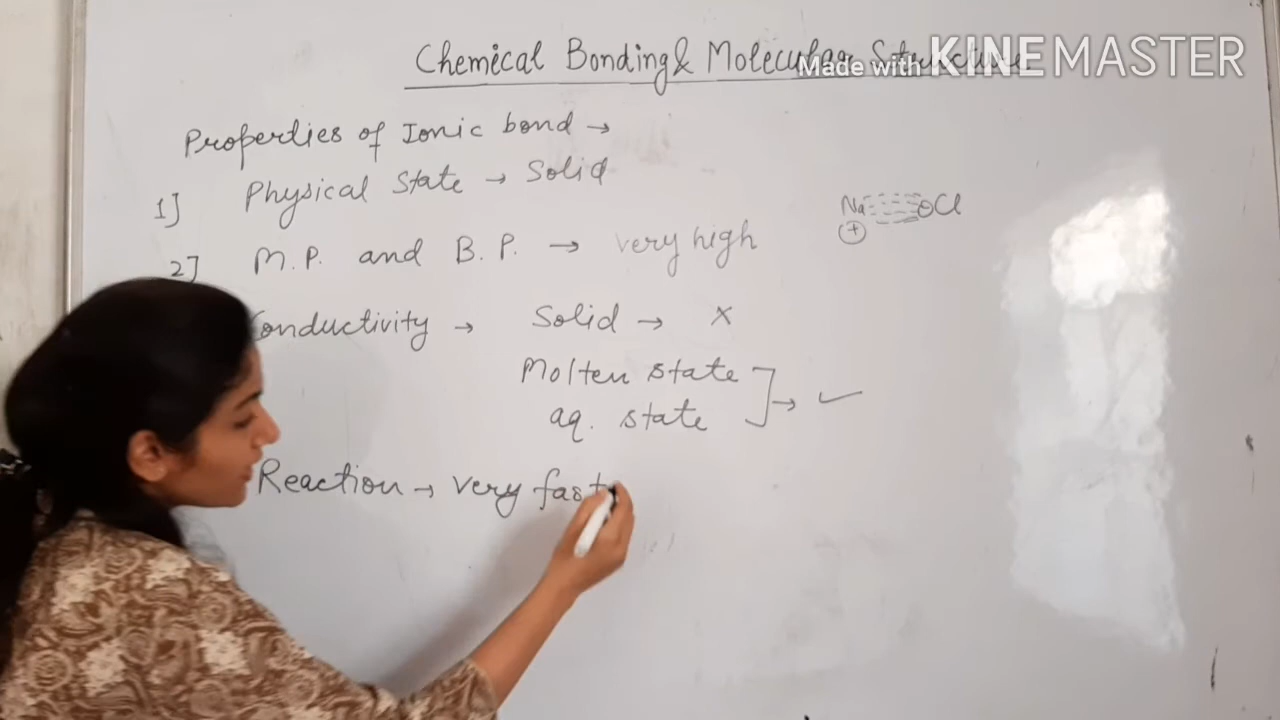 Chemical Bonding & Molecular Structure
Made with KINEMASTER
Properties of Ionic bond →
1] Physical State → Solid
Na Cl
+
2] M.P. and B.P. → very high
Conductivity → Solid → ×
Molten state
aq. state ] → ✓
Reaction → very fast